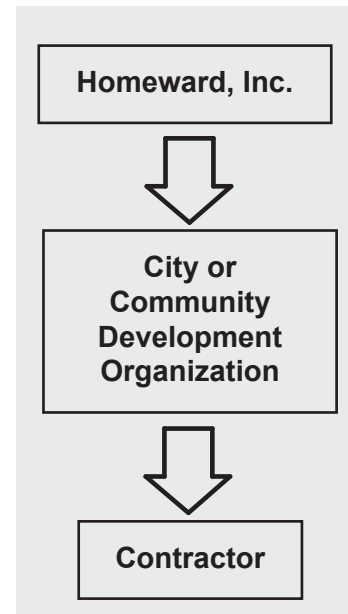 Homeward, Inc.
City or
Community
Development
Organization
Contractor